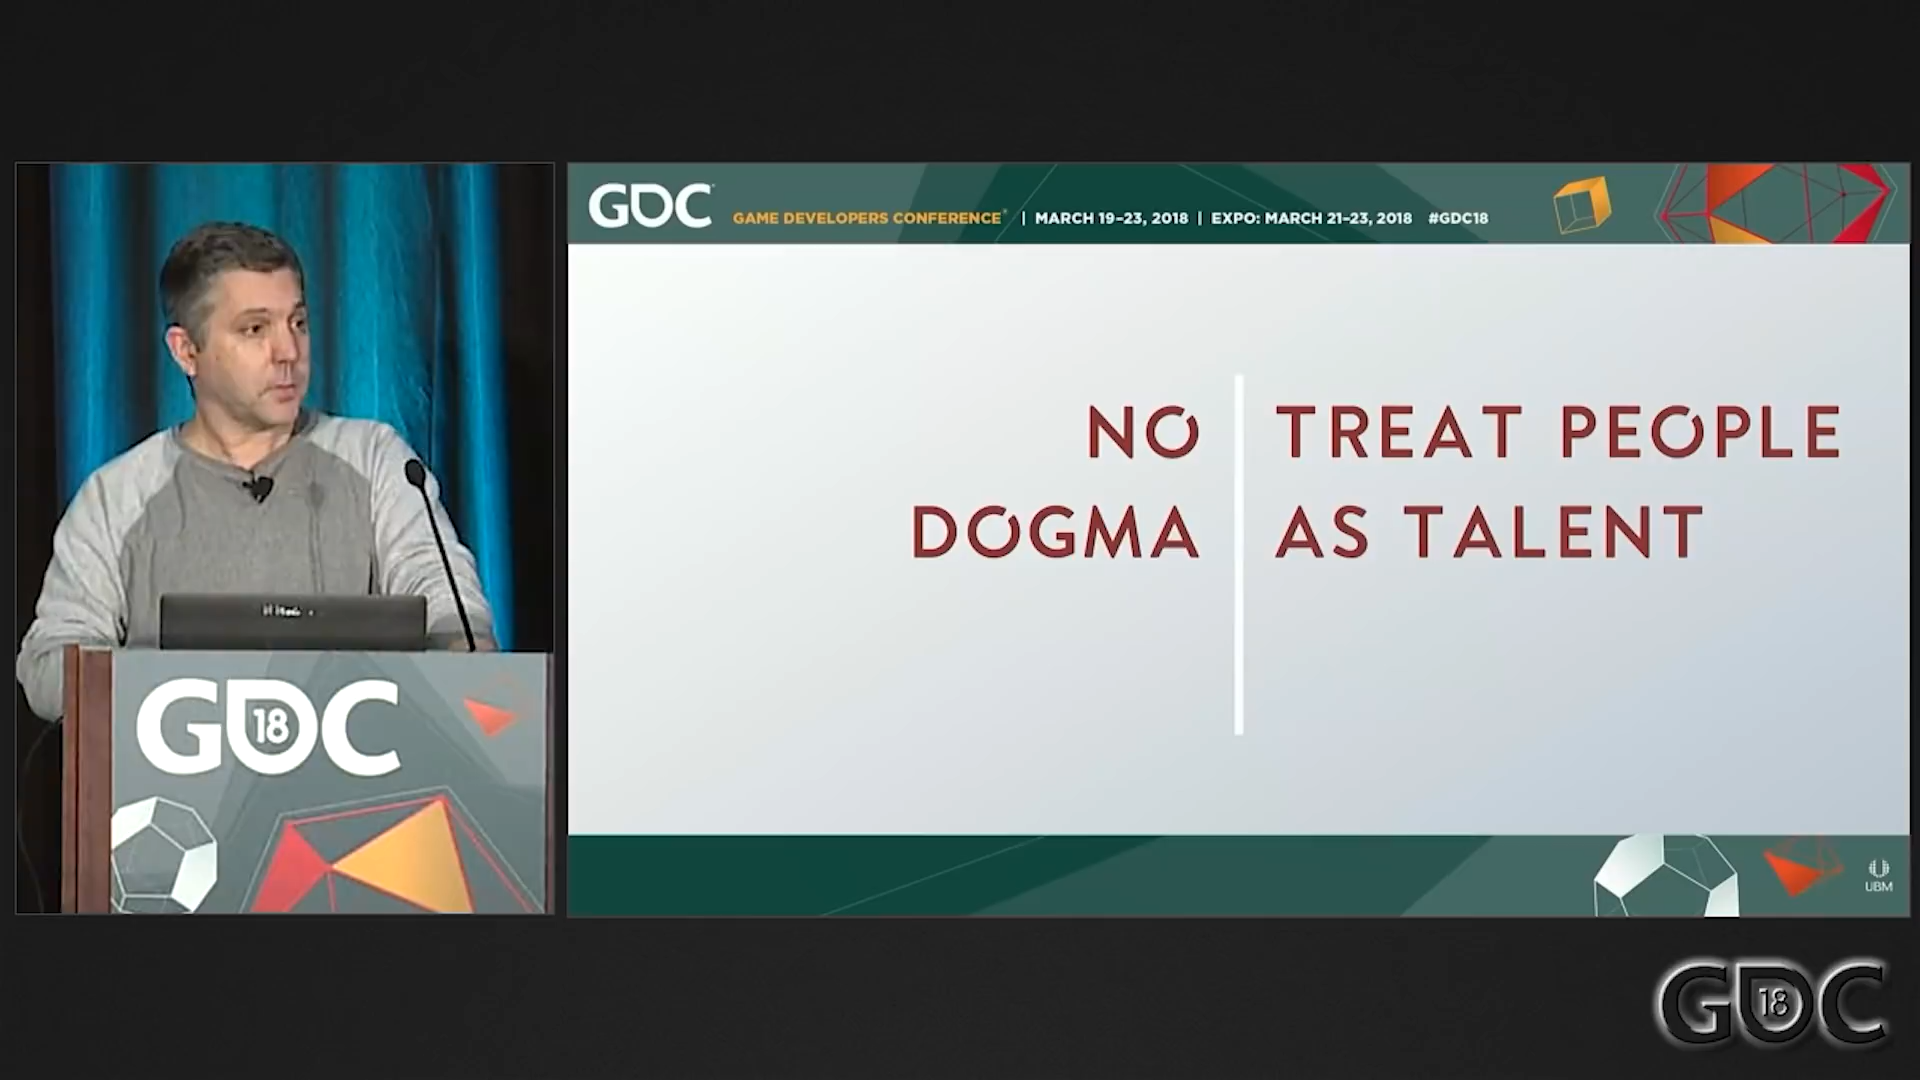 GDC
GAME DEVELOPERS CONFERENCE® | MARCH 19–23, 2018 | EXPO: MARCH 21–23, 2018 #GDC18
NO
DOGMA
TREAT PEOPLE
AS TALENT
GDC
18
UBM
GDC
18